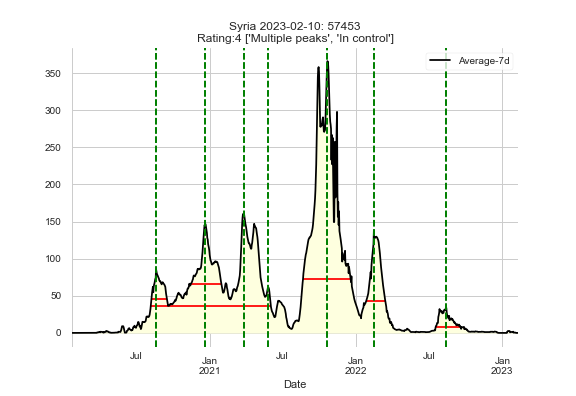 Syria 2023-02-10: 57453
Rating:4 ['Multiple peaks', 'In control']
Average-7d
350
300
250
200
150
100
50
0
Jul
Jan
2021
Jul
Jan
2022
Jul
Jan
2023
Date